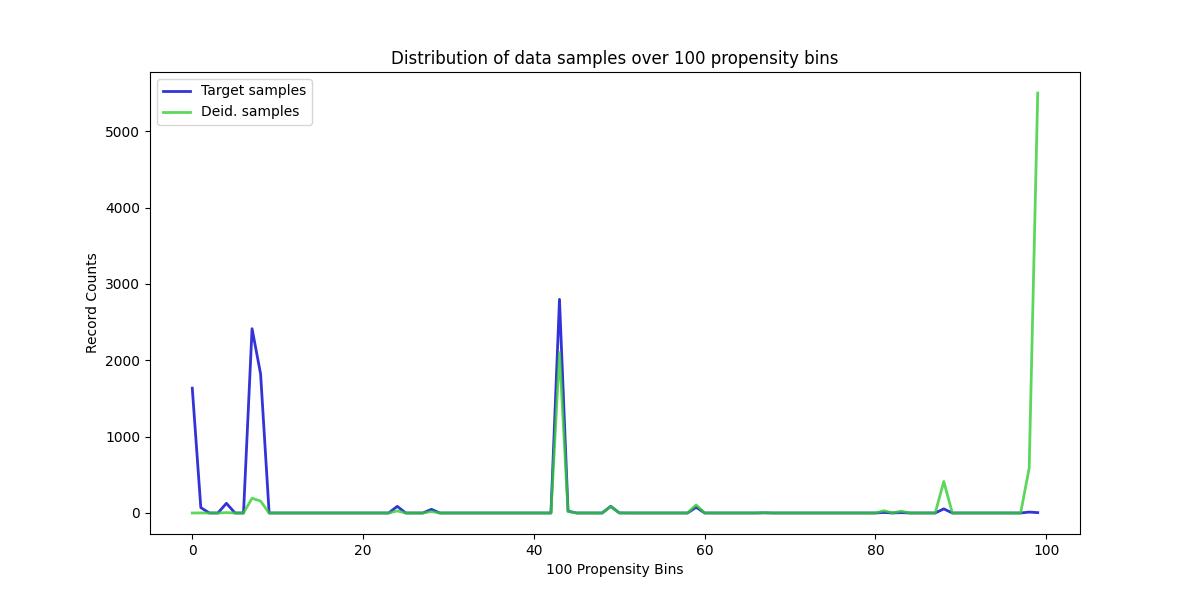 Distribution of data samples over 100 propensity bins
Target samples
Deid. samples
Record Counts
5000
4000
3000
2000
1000
0
0 20 40 60 80 100
100 Propensity Bins